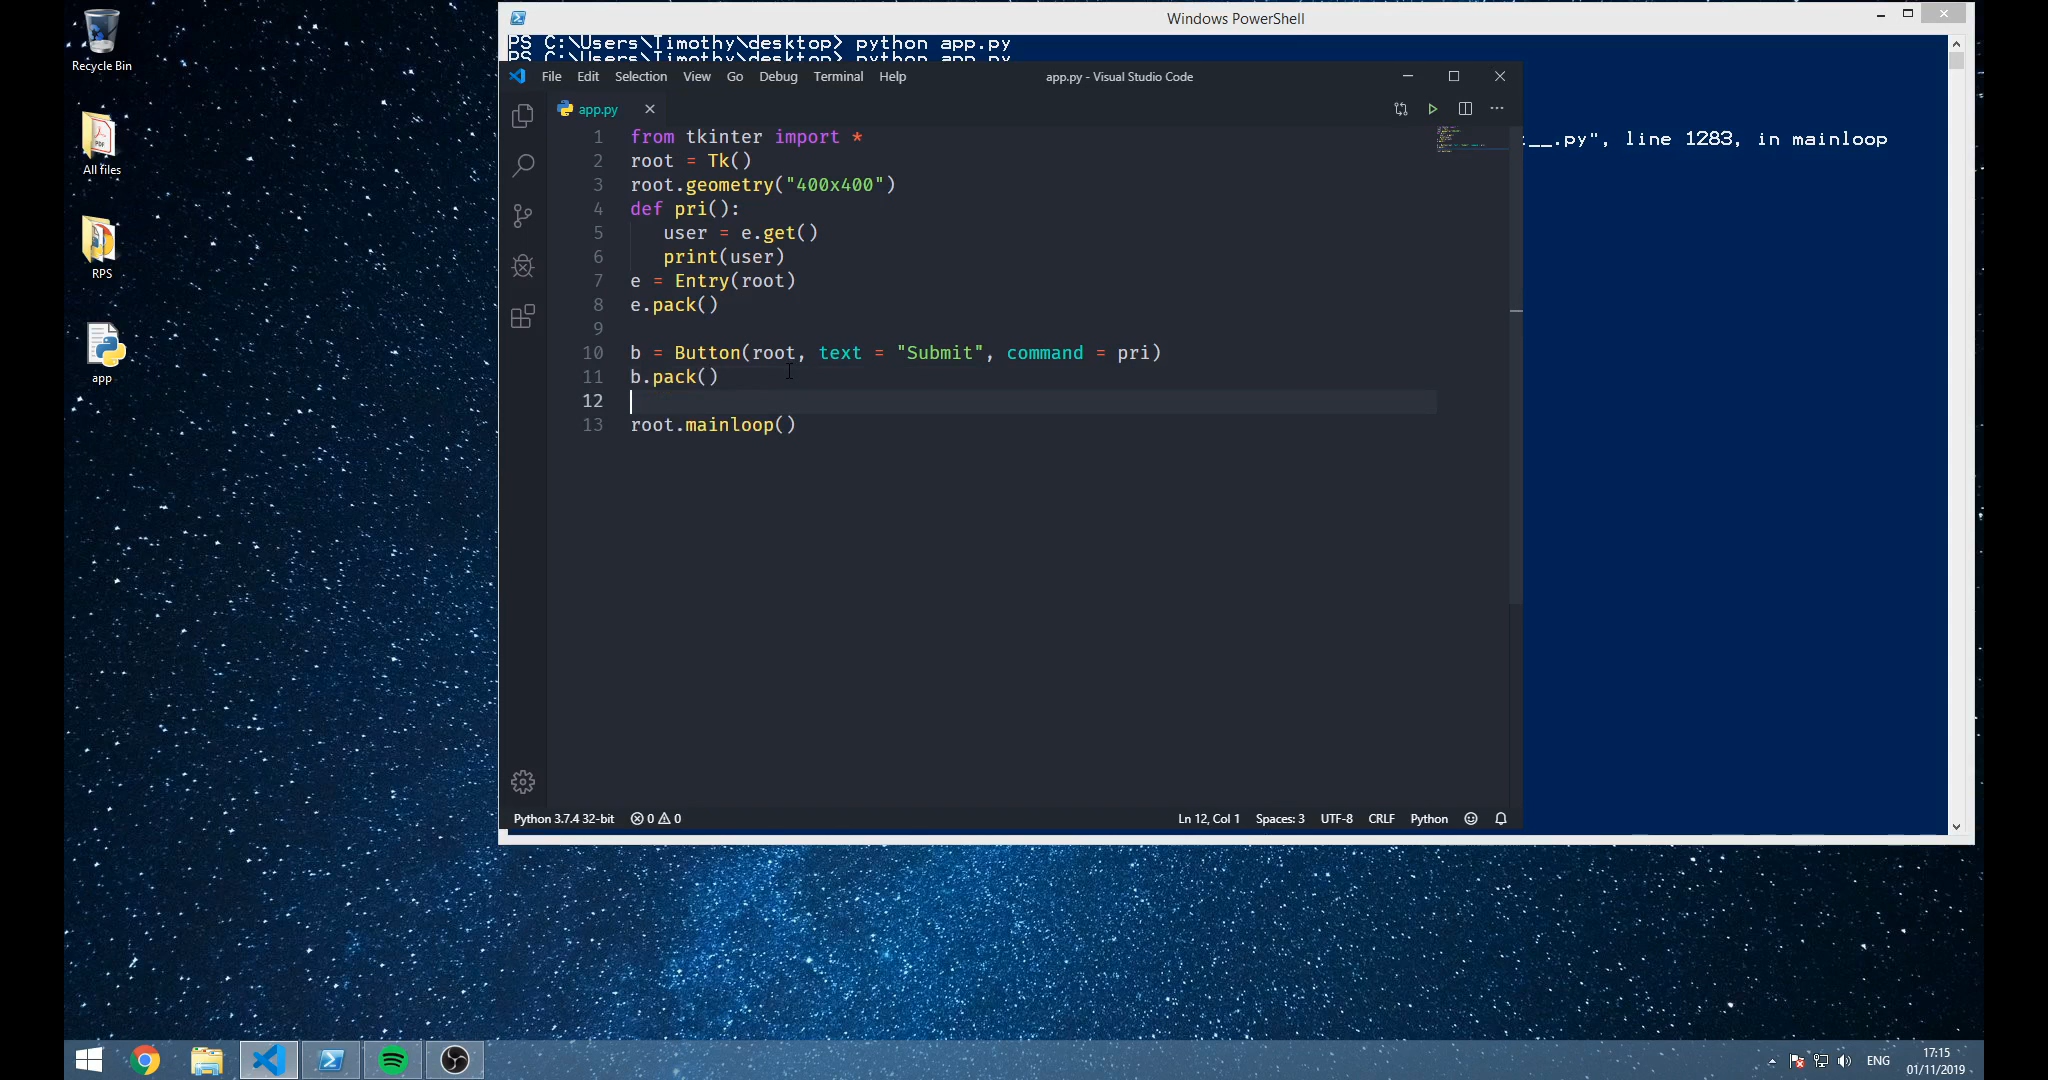 Recycle Bin
All files
RPS
app
Windows PowerShell
PS C:\Users\Timothy\desktop> python app.py
PS C:\Users\Timothy\desktop> python app.py
__.py", line 1283, in mainloop
File Edit Selection View Go Debug Terminal Help
app.py - Visual Studio Code
app.py
1 from tkinter import *
2 root = Tk()
3 root.geometry("400x400")
4 def pri():
5 user = e.get()
6 print(user)
7 e = Entry(root)
8 e.pack()
9
10 b = Button(root, text = "Submit", command = pri)
11 b.pack()
12
13 root.mainloop()
Python 3.7.4 32-bit 0 0
Ln 12, Col 1 Spaces: 3 UTF-8 CRLF Python
ENG
17:15
01/11/2019